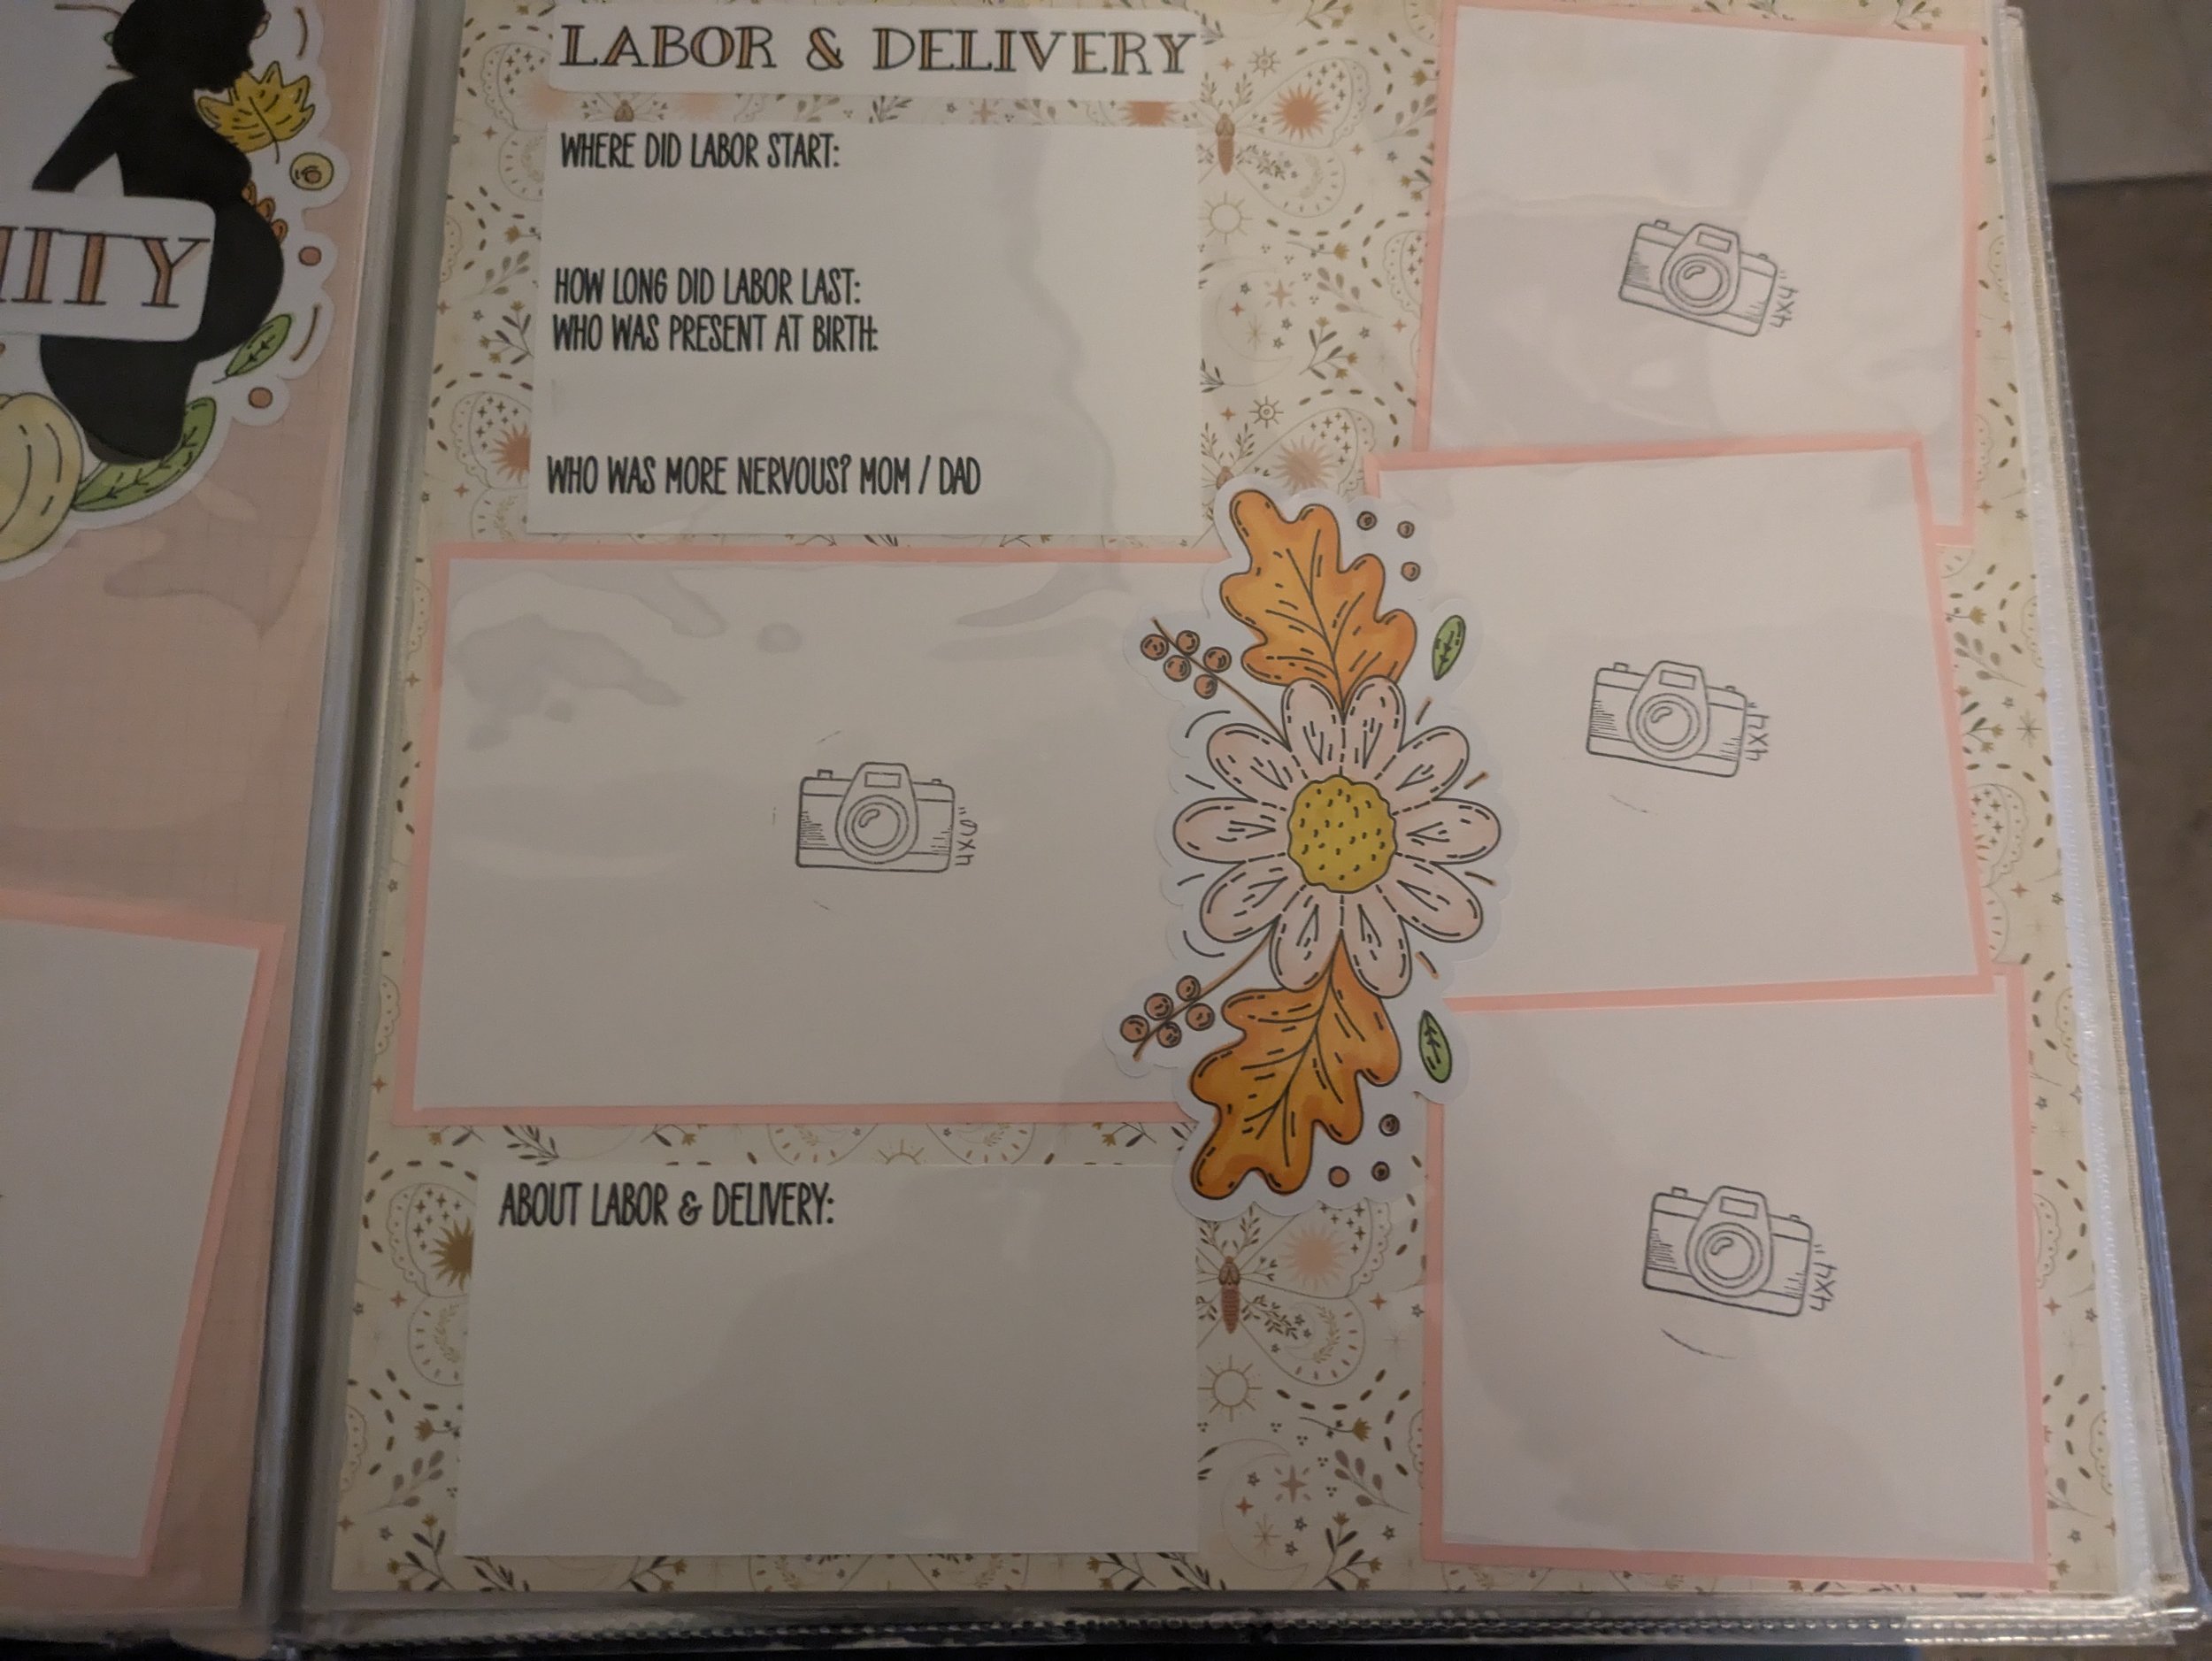 LABOR & DELIVERY
WHERE DID LABOR START:
HOW LONG DID LABOR LAST:
WHO WAS PRESENT AT BIRTH:
WHO WAS MORE NERVOUS? MOM / DAD
4X6"
ABOUT LABOR & DELIVERY:
4X4"
4X4"
4X4"